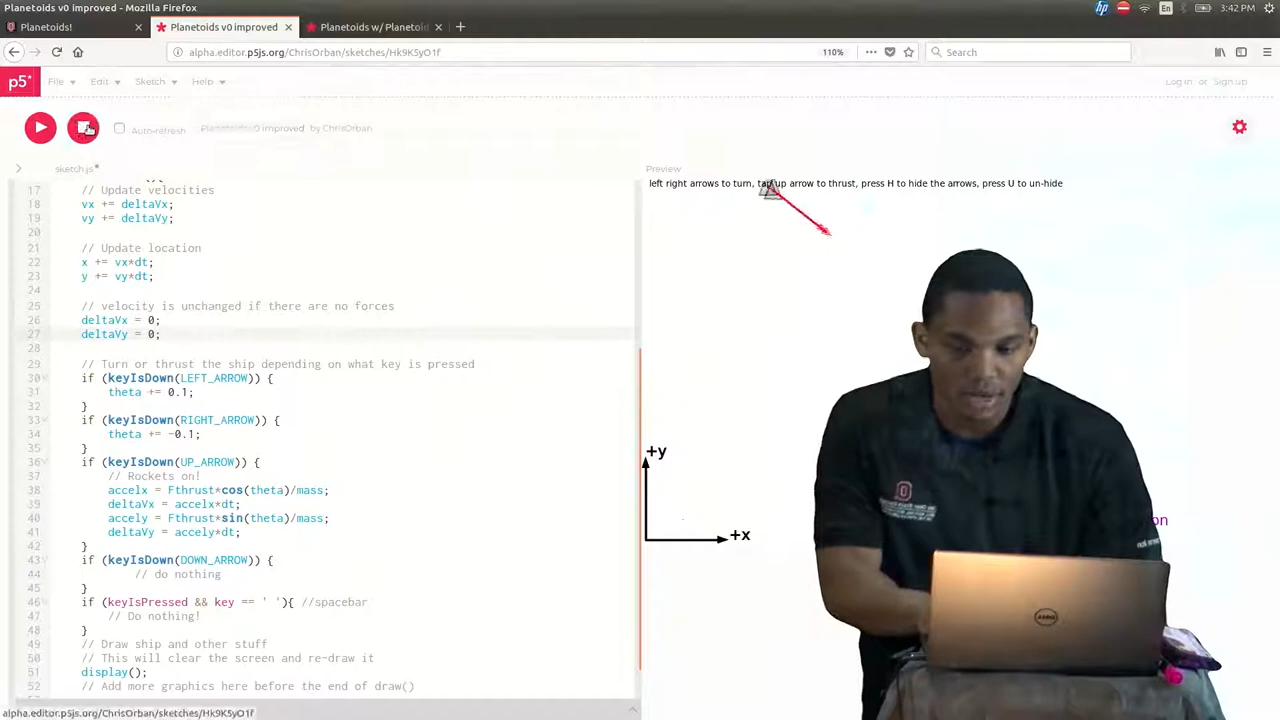 Planetoids v0 improved - Mozilla Firefox
En
3:42 PM
Planetoids!
Planetoids v0 improved
Planetoids w/ Planetoid
alpha.editor.p5js.org/ChrisOrban/sketches/Hk9K5yO1f
110%
Search
p5*
File
Edit
Sketch
Help
Log in or Sign up
Auto-refresh
Planetoids v0 improved by ChrisOrban
sketch.js*
Preview
left right arrows to turn, tap up arrow to thrust, press H to hide the arrows, press U to un-hide
17 // Update velocities
18 vx += deltaVx;
19 vy += deltaVy;
20
21 // Update location
22 x += vx*dt;
23 y += vy*dt;
24
25 // velocity is unchanged if there are no forces
26 deltaVx = 0;
27 deltaVy = 0;
28
29 // Turn or thrust the ship depending on what key is pressed
30 if (keyIsDown(LEFT_ARROW)) {
31 theta += 0.1;
32 }
33 if (keyIsDown(RIGHT_ARROW)) {
34 theta += -0.1;
35 }
36 if (keyIsDown(UP_ARROW)) {
37 // Rockets on!
38 accelx = Fthrust*cos(theta)/mass;
39 deltaVx = accelx*dt;
40 accely = Fthrust*sin(theta)/mass;
41 deltaVy = accely*dt;
42 }
43 if (keyIsDown(DOWN_ARROW)) {
44 // do nothing
45 }
46 if (keyIsPressed && key == ' '){ //spacebar
47 // Do nothing!
48 }
49 // Draw ship and other stuff
50 // This will clear the screen and re-draw it
51 display();
52 // Add more graphics here before the end of draw()
+y
+x
on
DELL
alpha.editor.p5js.org/ChrisOrban/sketches/Hk9K5yO1f